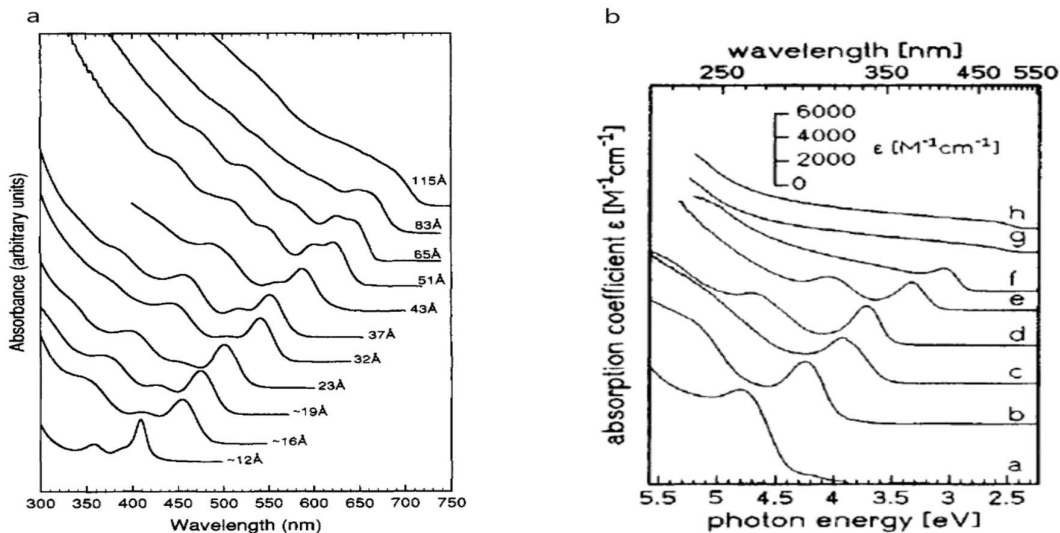 a
Absorbance (arbitrary units)
115Å
83Å
65Å
51Å
43Å
37Å
32Å
23Å
~19Å
~16Å
~12Å
300 350 400 450 500 550 600 650 700 750
Wavelength (nm)
b
wavelength [nm]
250 350 450 550
6000
4000
2000
0
ε [M⁻¹cm⁻¹]
absorption coefficient ε [M⁻¹cm⁻¹]
h
g
f
e
d
c
b
a
5.5 5 4.5 4 3.5 3 2.5
photon energy [eV]